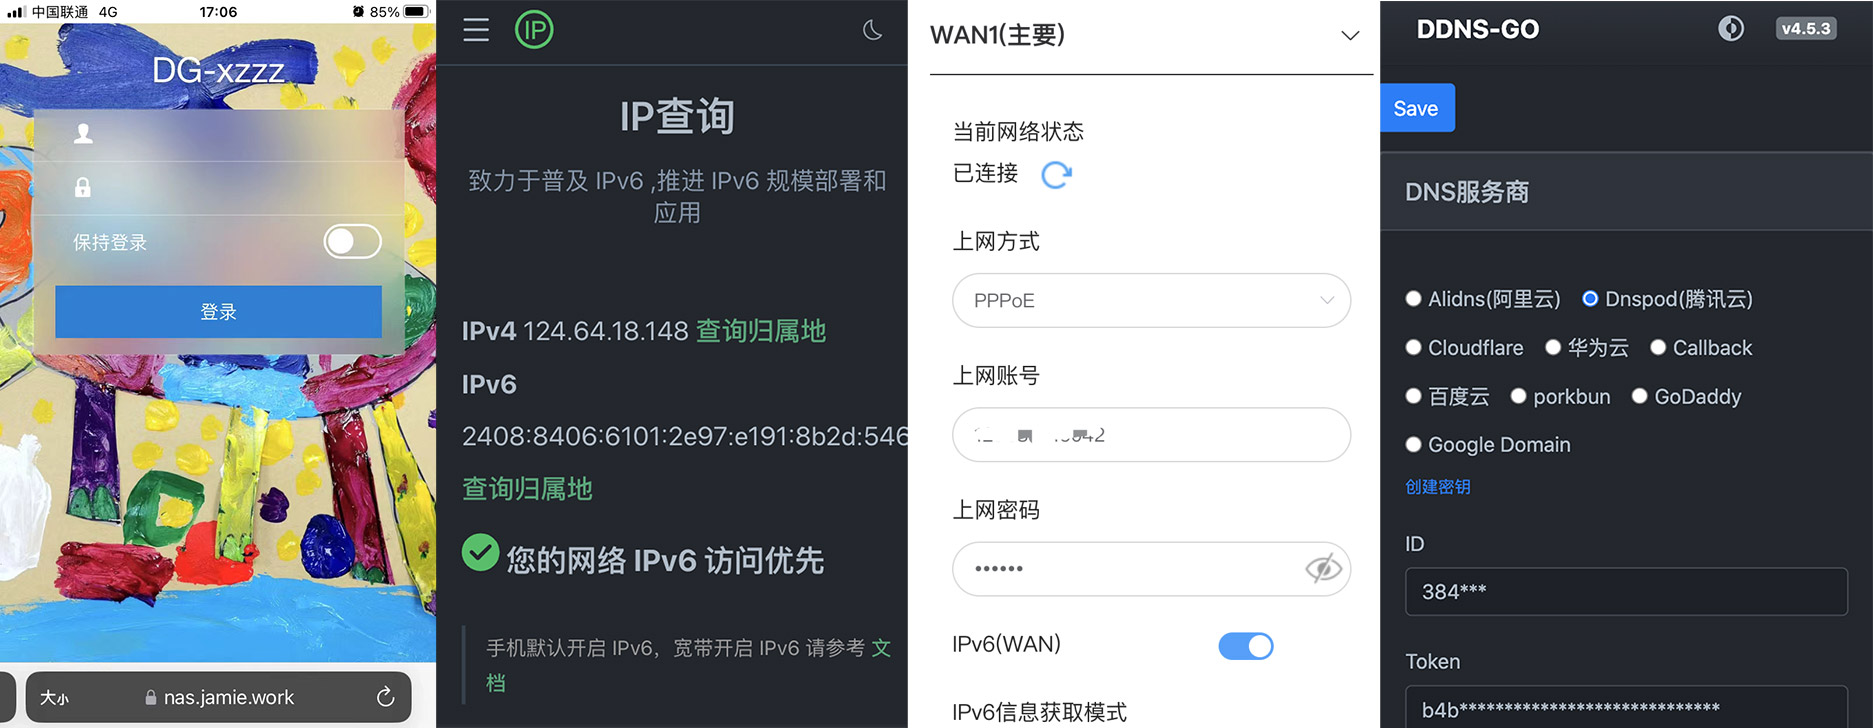 中国联通 4G
17:06
85%
DG-xzzz
保持登录
登录
大小
nas.jamie.work
IP
IP查询
致力于普及 IPv6 ,推进 IPv6 规模部署和
应用
IPv4 124.64.18.148 查询归属地
IPv6
2408:8406:6101:2e97:e191:8b2d:546
查询归属地
您的网络 IPv6 访问优先
手机默认开启 IPv6，宽带开启 IPv6 请参考 文
档
WAN1(主要)
当前网络状态
已连接
上网方式
PPPoE
上网账号
上网密码
••••••
IPv6(WAN)
IPv6信息获取模式
DDNS-GO
v4.5.3
Save
DNS服务商
Alidns(阿里云) Dnspod(腾讯云)
Cloudflare 华为云 Callback
百度云 porkbun GoDaddy
Google Domain
创建密钥
ID
384***
Token
b4b*****************************